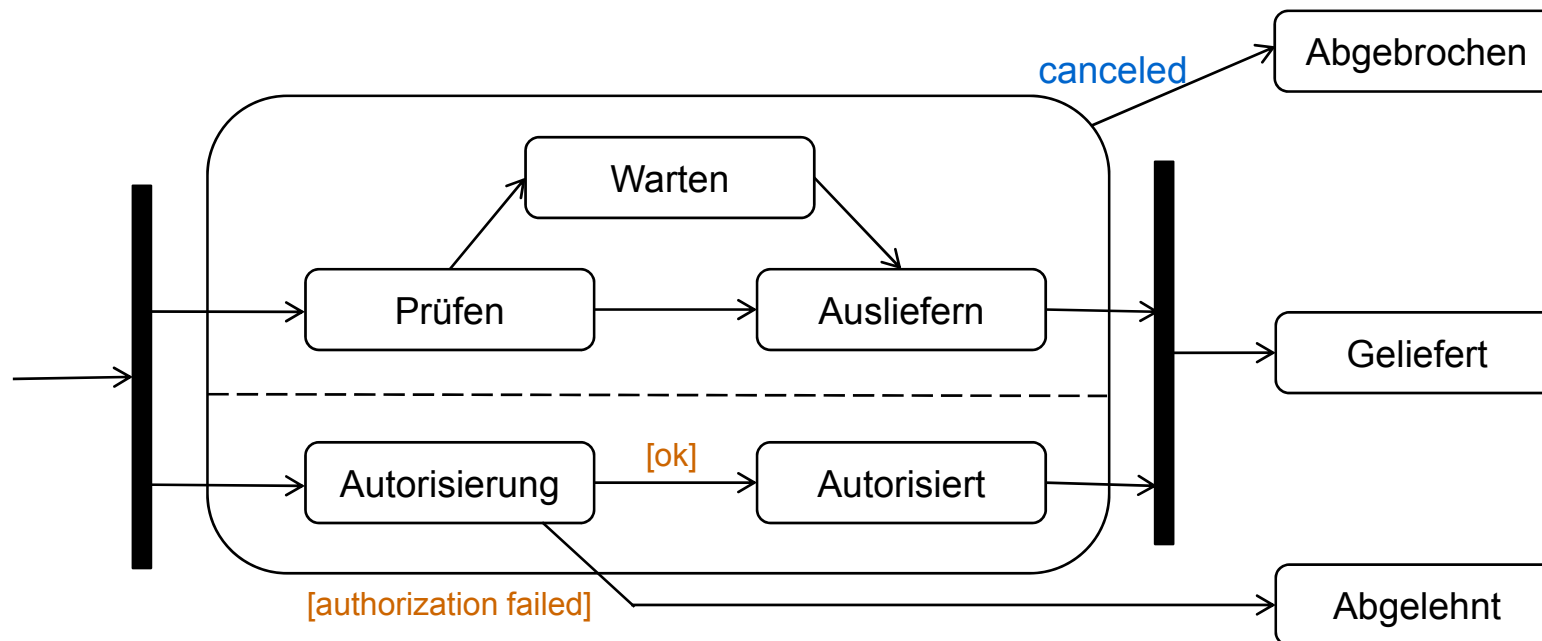 Abgebrochen
canceled
Warten
Prüfen
Ausliefern
Geliefert
[ok]
Autorisierung
Autorisiert
[authorization failed]
Abgelehnt